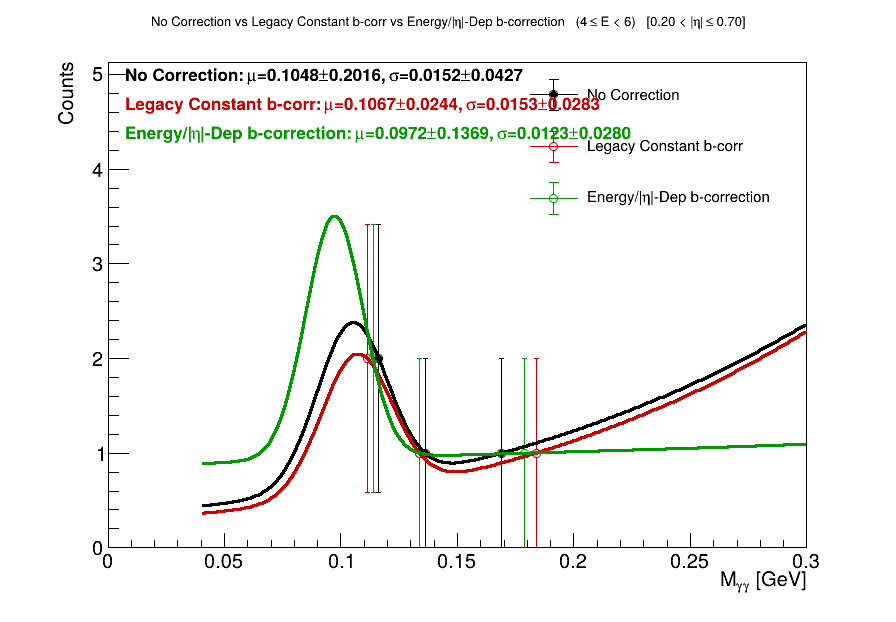 No Correction vs Legacy Constant b-corr vs Energy/|η|-Dep b-correction (4 ≤ E < 6) [0.20 < |η| ≤ 0.70]
Counts
No Correction: μ=0.1048±0.2016, σ=0.0152±0.0427
Legacy Constant b-corr: μ=0.1067±0.0244, σ=0.0153±0.0283
Energy/|η|-Dep b-correction: μ=0.0972±0.1369, σ=0.0123±0.0280
No Correction
Legacy Constant b-corr
Energy/|η|-Dep b-correction
5
4
3
2
1
0
0 0.05 0.1 0.15 0.2 0.25 0.3
Mγγ [GeV]